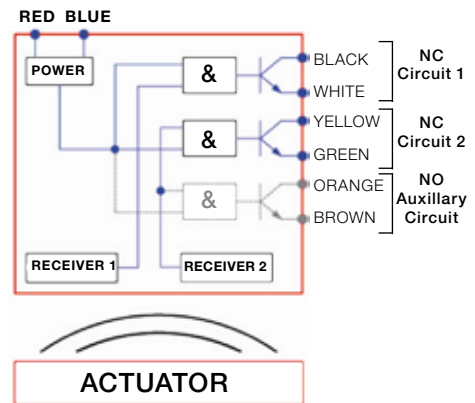 RED BLUE
POWER
&
BLACK
WHITE
NC
Circuit 1
&
YELLOW
GREEN
NC
Circuit 2
&
ORANGE
BROWN
NO
Auxillary
Circuit
RECEIVER 1
RECEIVER 2
ACTUATOR